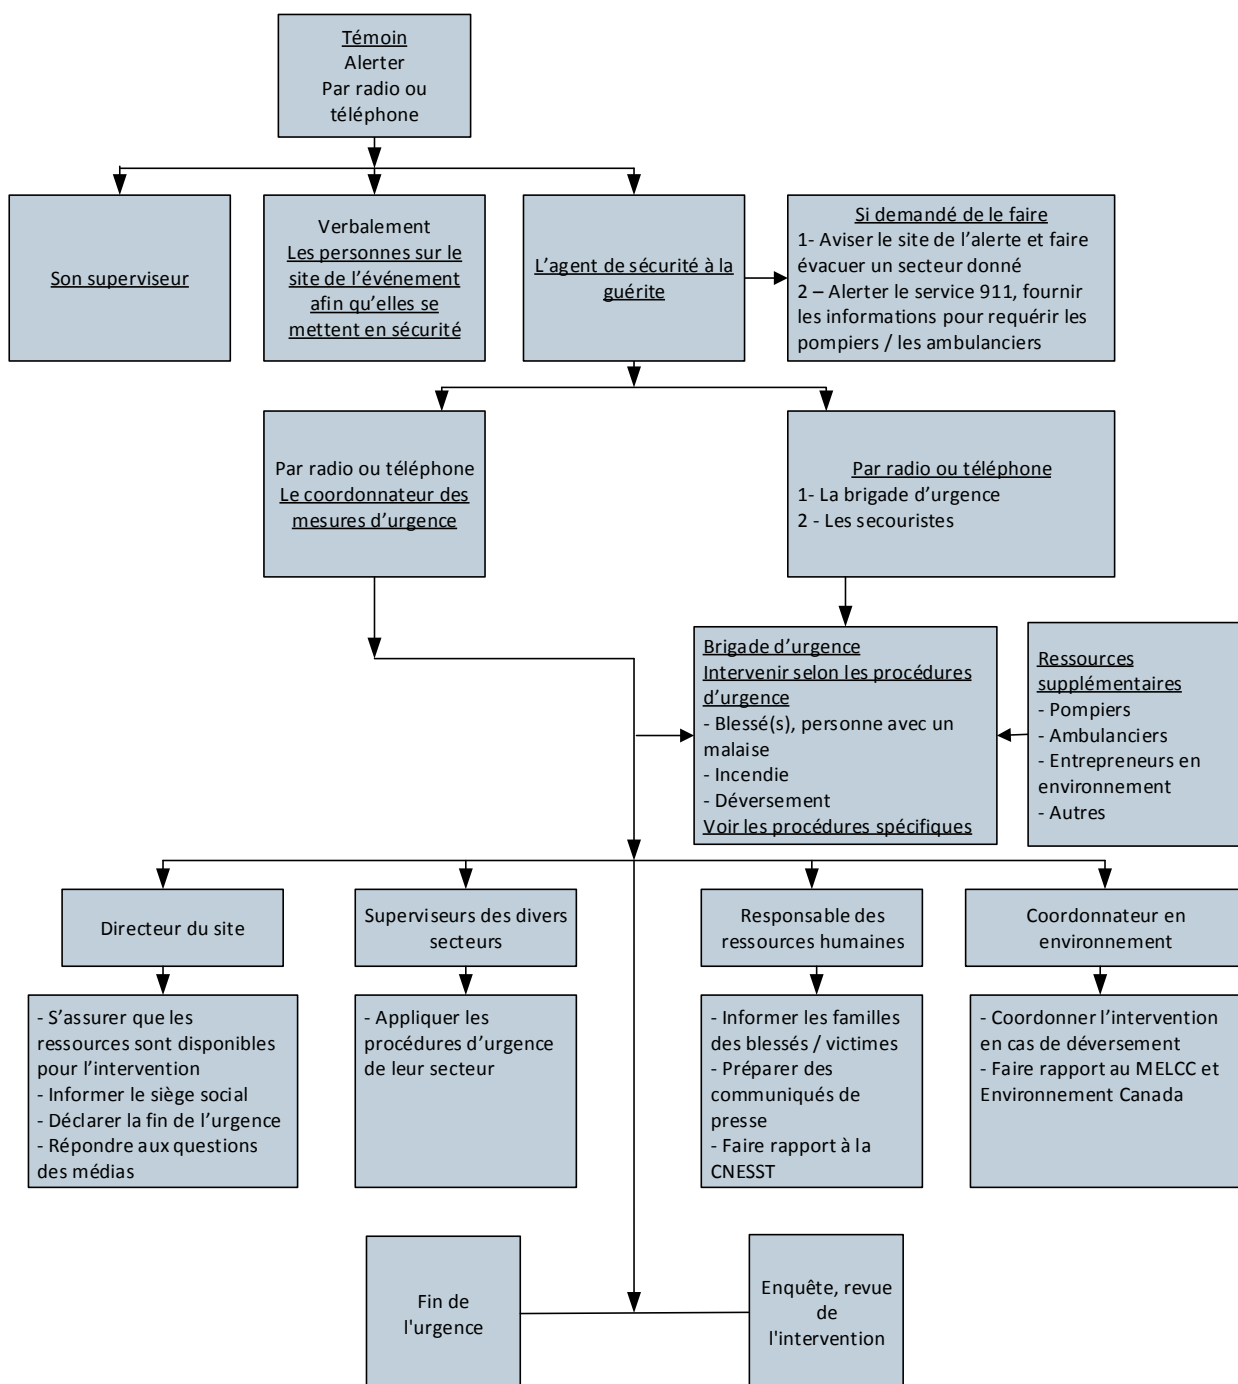 Témoin
Alerter
Par radio ou
téléphone
Son superviseur
Verbalement
Les personnes sur le
site de l’événement
afin qu’elles se
mettent en sécurité
L’agent de sécurité à la
guérite
Si demandé de le faire
1- Aviser le site de l’alerte et faire
évacuer un secteur donné
2 – Alerter le service 911, fournir
les informations pour requérir les
pompiers / les ambulanciers
Par radio ou téléphone
Le coordonnateur des
mesures d’urgence
Par radio ou téléphone
1- La brigade d’urgence
2 - Les secouristes
Brigade d’urgence
Intervenir selon les procédures
d’urgence
- Blessé(s), personne avec un
malaise
- Incendie
- Déversement
Voir les procédures spécifiques
Ressources
supplémentaires
- Pompiers
- Ambulanciers
- Entrepreneurs en
environnement
- Autres
Directeur du site
Superviseurs des divers
secteurs
Responsable des
ressources humaines
Coordonnateur en
environnement
- S’assurer que les
ressources sont disponibles
pour l’intervention
- Informer le siège social
- Déclarer la fin de l’urgence
- Répondre aux questions
des médias
- Appliquer les
procédures d’urgence
de leur secteur
- Informer les familles
des blessés / victimes
- Préparer des
communiqués de
presse
- Faire rapport à la
CNESST
- Coordonner l’intervention
en cas de déversement
- Faire rapport au MELCC et
Environnement Canada
Fin de
l'urgence
Enquête, revue
de
l'intervention